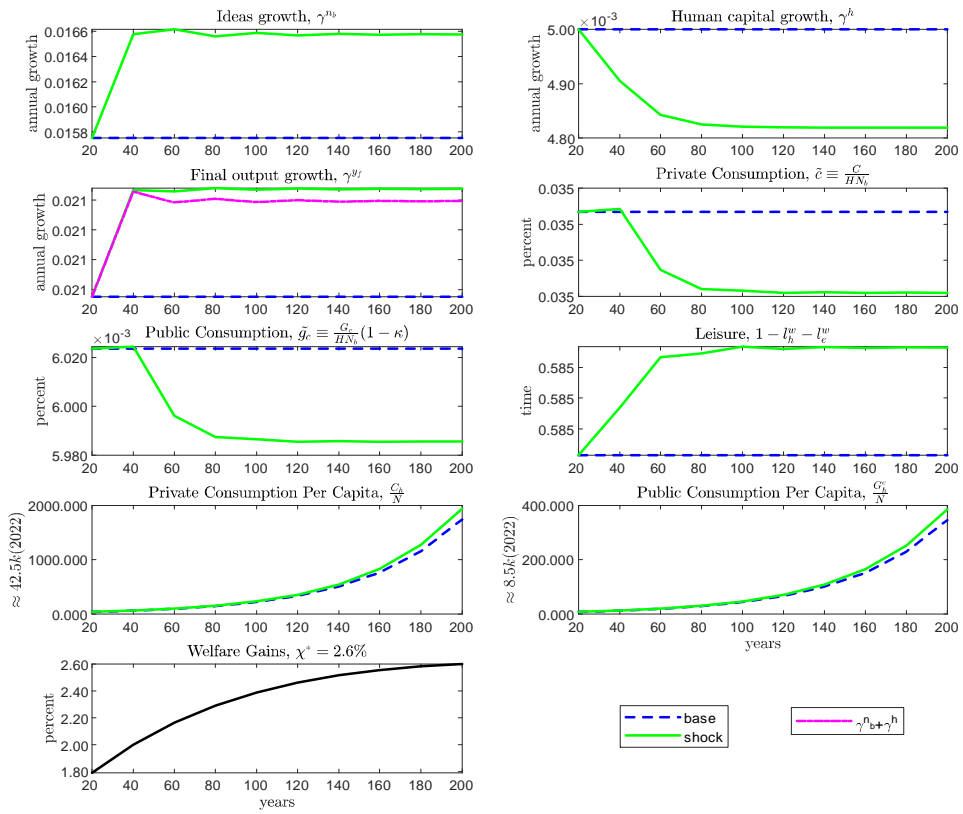 Ideas growth, γ^{n_b}
annual growth
0.0166
0.0164
0.0162
0.0160
0.0158
20 40 60 80 100 120 140 160 180 200
Human capital growth, γ^h
×10^{-3}
annual growth
5.00
4.90
4.80
20 40 60 80 100 120 140 160 180 200
Final output growth, γ^{y_f}
annual growth
0.021
0.021
0.021
0.021
20 40 60 80 100 120 140 160 180 200
Private Consumption, c̃ ≡ C/(HN_b)
percent
0.035
0.035
0.035
0.035
20 40 60 80 100 120 140 160 180 200
Public Consumption, g̃_c ≡ G_c/(HN_b) (1 − κ)
×10^{-3}
percent
6.020
6.000
5.980
20 40 60 80 100 120 140 160 180 200
Leisure, 1 − l_h^w − l_e^w
time
0.585
0.585
0.585
20 40 60 80 100 120 140 160 180 200
Private Consumption Per Capita, C_h/N
≈ 42.5k(2022)
2000.000
1000.000
0.000
20 40 60 80 100 120 140 160 180 200
Public Consumption Per Capita, G_h^c/N
≈ 8.5k(2022)
400.000
200.000
0.000
20 40 60 80 100 120 140 160 180 200
years
Welfare Gains, χ* = 2.6%
percent
2.60
2.40
2.20
2.00
1.80
20 40 60 80 100 120 140 160 180 200
years
base
shock
γ^{n_b}+γ^h